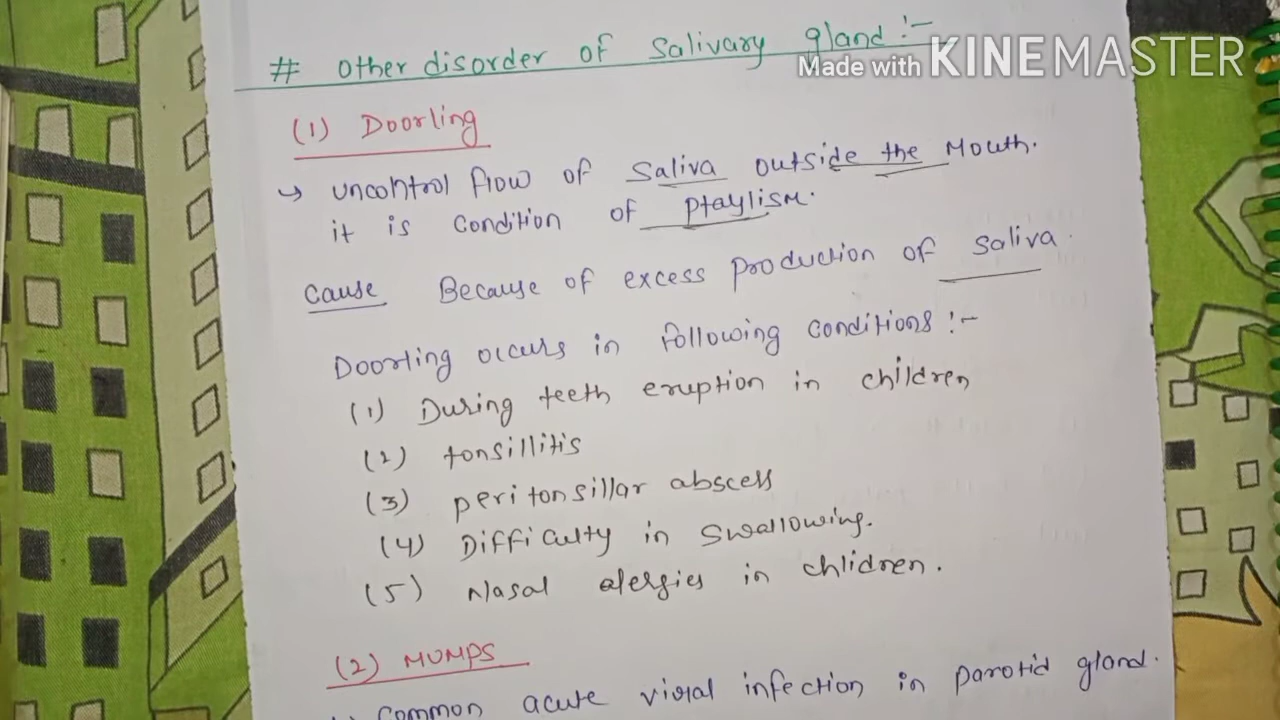 # Other disorder of Salivary gland :-
Made with KINEMASTER
(1) Doorling
→ uncontrol flow of Saliva outside the Mouth.
it is Condition of Ptaylism.
Cause Because of excess production of Saliva.
Doorling occurs in following conditions :-
(1) During teeth eruption in children
(2) tonsillitis
(3) peritonsillar abscess
(4) Difficulty in swallowing.
(5) Nasal alergies in chlidren.
(2) MUMPS
Common acute viral infection in parotid gland.